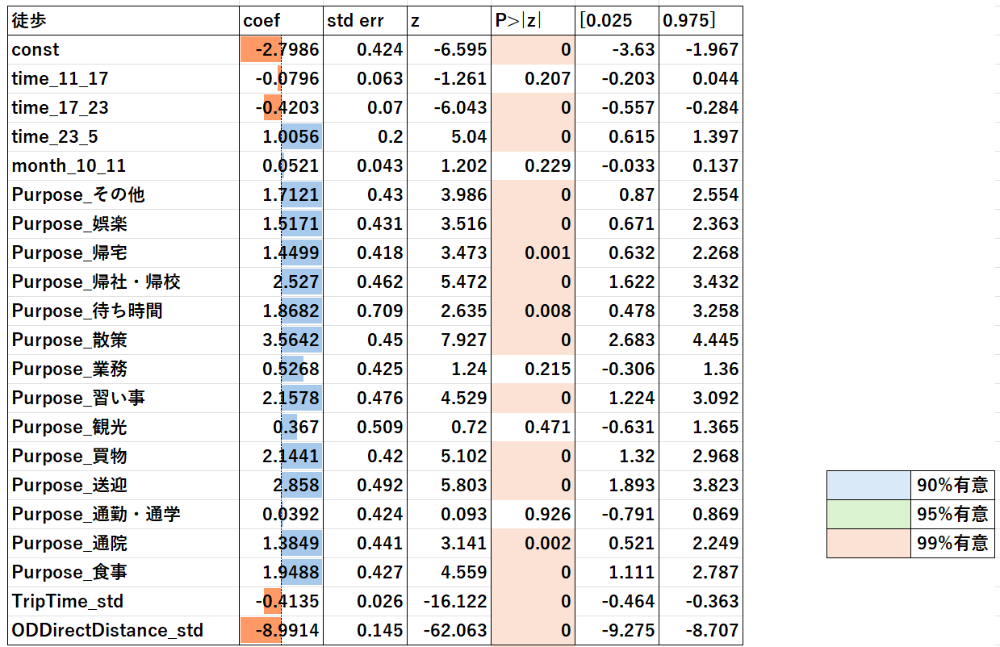 徒歩 coef std err z P>|z| [0.025 0.975]
const -2.7986 0.424 -6.595 0 -3.63 -1.967
time_11_17 -0.0796 0.063 -1.261 0.207 -0.203 0.044
time_17_23 -0.4203 0.07 -6.043 0 -0.557 -0.284
time_23_5 1.0056 0.2 5.04 0 0.615 1.397
month_10_11 0.0521 0.043 1.202 0.229 -0.033 0.137
Purpose_その他 1.7121 0.43 3.986 0 0.87 2.554
Purpose_娯楽 1.5171 0.431 3.516 0 0.671 2.363
Purpose_帰宅 1.4499 0.418 3.473 0.001 0.632 2.268
Purpose_帰社・帰校 2.527 0.462 5.472 0 1.622 3.432
Purpose_待ち時間 1.8682 0.709 2.635 0.008 0.478 3.258
Purpose_散策 3.5642 0.45 7.927 0 2.683 4.445
Purpose_業務 0.5268 0.425 1.24 0.215 -0.306 1.36
Purpose_習い事 2.1578 0.476 4.529 0 1.224 3.092
Purpose_観光 0.367 0.509 0.72 0.471 -0.631 1.365
Purpose_買物 2.1441 0.42 5.102 0 1.32 2.968
Purpose_送迎 2.858 0.492 5.803 0 1.893 3.823
Purpose_通勤・通学 0.0392 0.424 0.093 0.926 -0.791 0.869
Purpose_通院 1.3849 0.441 3.141 0.002 0.521 2.249
Purpose_食事 1.9488 0.427 4.559 0 1.111 2.787
TripTime_std -0.4135 0.026 -16.122 0 -0.464 -0.363
ODDirectDistance_std -8.9914 0.145 -62.063 0 -9.275 -8.707
90%有意
95%有意
99%有意